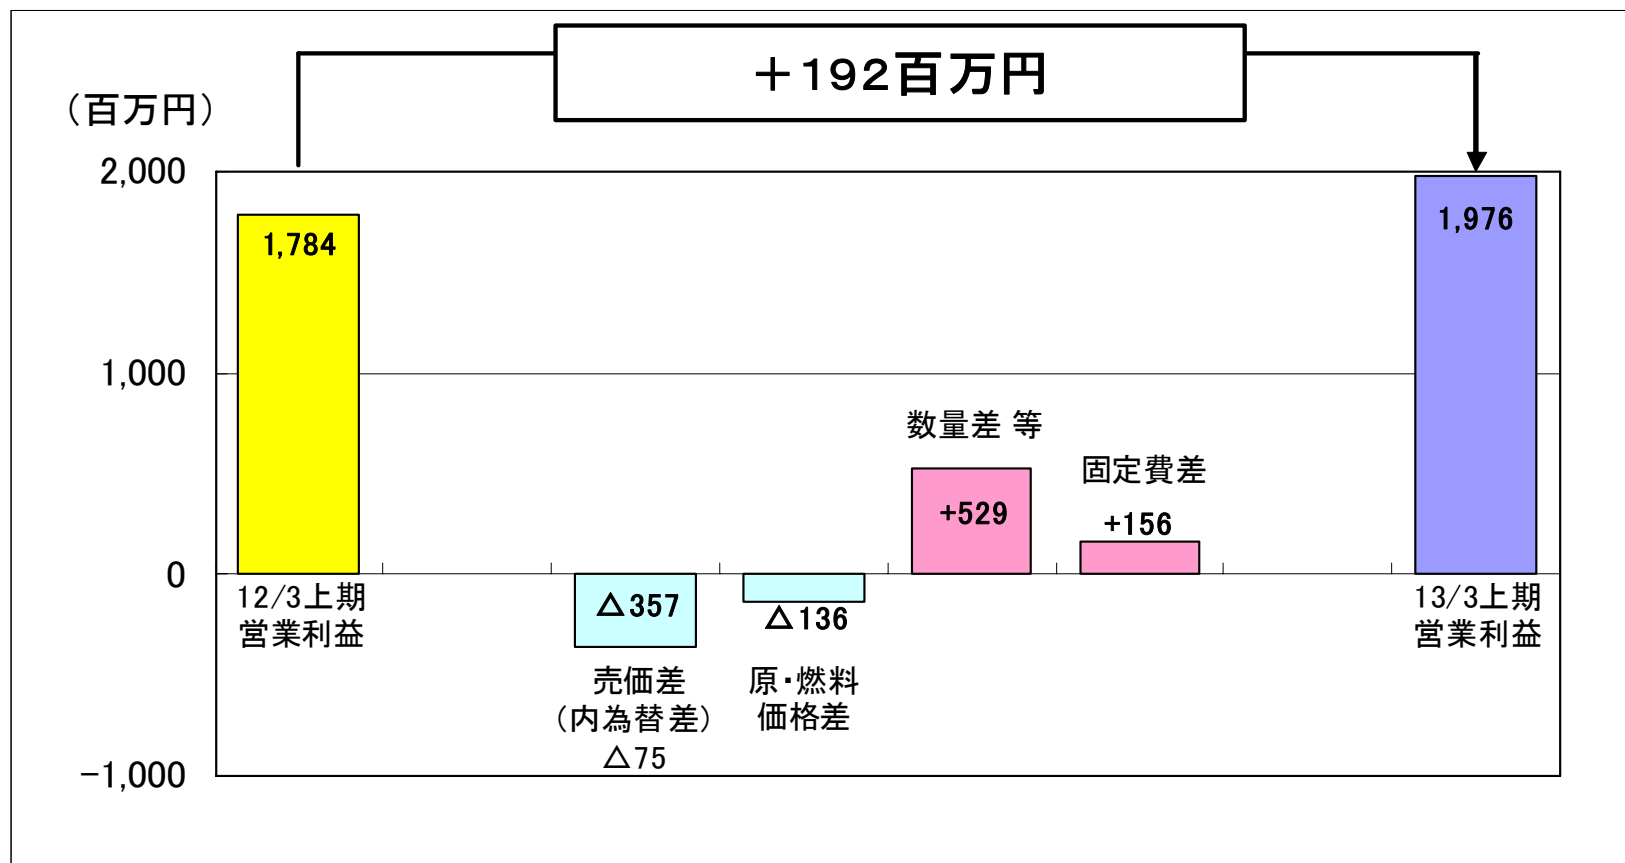 ＋192百万円
（百万円）
2,000
1,784
1,976
1,000
数量差 等
固定費差
+529
+156
0
12/3上期
営業利益
△357
△136
13/3上期
営業利益
売価差
（内為替差）
△75
原・燃料
価格差
-1,000